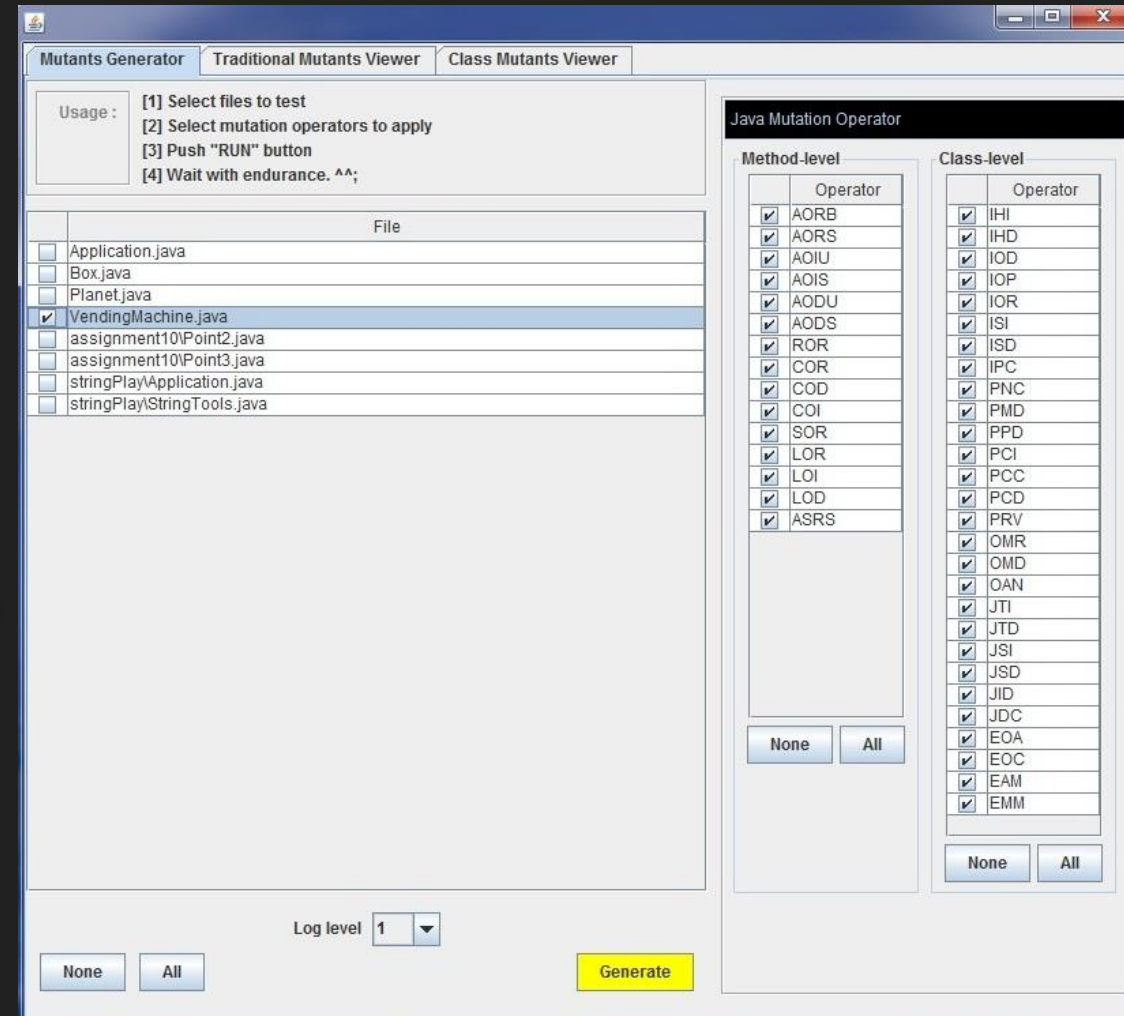 Mutants Generator
Traditional Mutants Viewer
Class Mutants Viewer
Usage :
[1] Select files to test
[2] Select mutation operators to apply
[3] Push "RUN" button
[4] Wait with endurance. ^^;
File
Application.java
Box.java
Planet.java
VendingMachine.java
assignment10\Point2.java
assignment10\Point3.java
stringPlay\Application.java
stringPlay\StringTools.java
Log level 1
None
All
Generate
Java Mutation Operator
Method-level
Operator
AORB
AORS
AOIU
AOIS
AODU
AODS
ROR
COR
COD
COI
SOR
LOR
LOI
LOD
ASRS
None
All
Class-level
Operator
IHI
IHD
IOD
IOP
IOR
ISI
ISD
IPC
PNC
PMD
PPD
PCI
PCC
PCD
PRV
OMR
OMD
OAN
JTI
JTD
JSI
JSD
JID
JDC
EOA
EOC
EAM
EMM
None
All